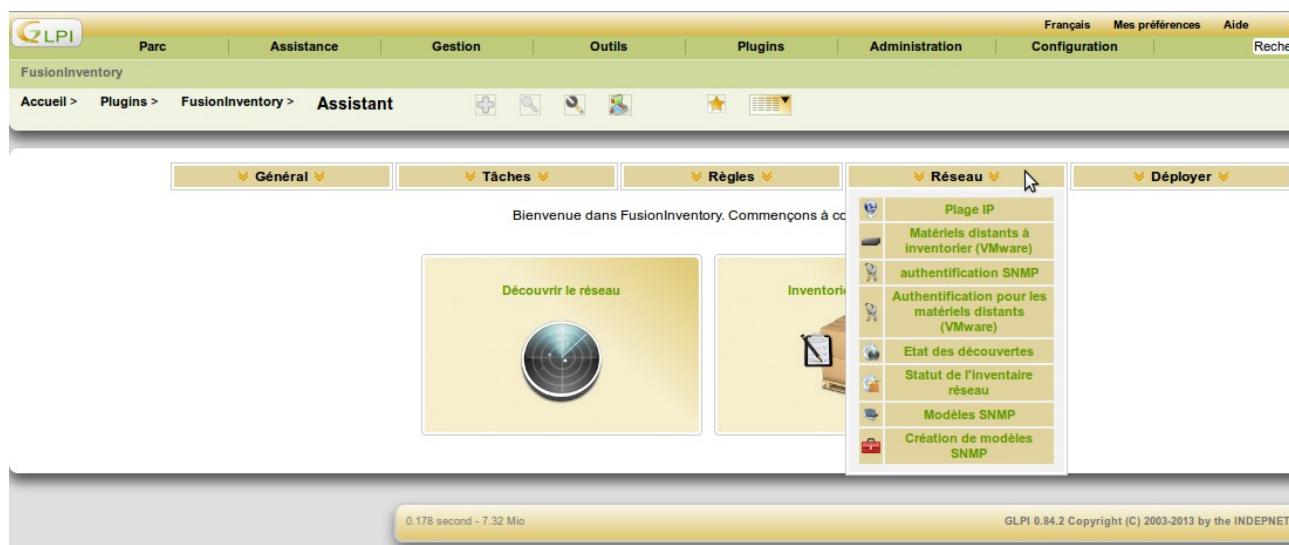 GLPI
Français Mes préférences Aide
Parc Assistance Gestion Outils Plugins Administration Configuration
FusionInventory
Accueil > Plugins > FusionInventory > Assistant
Général Tâches Règles Réseau Déployer
Bienvenue dans FusionInventory. Commençons à
Plage IP
Matériels distants à
inventorier (VMware)
authentification SNMP
Authentification pour les
matériels distants
(VMware)
Etat des découvertes
Statut de l'inventaire
réseau
Modèles SNMP
Création de modèles
SNMP
Découvrir le réseau
0.178 second - 7.32 Mio
GLPI 0.84.2 Copyright (C) 2003-2013 by the INDEPNET